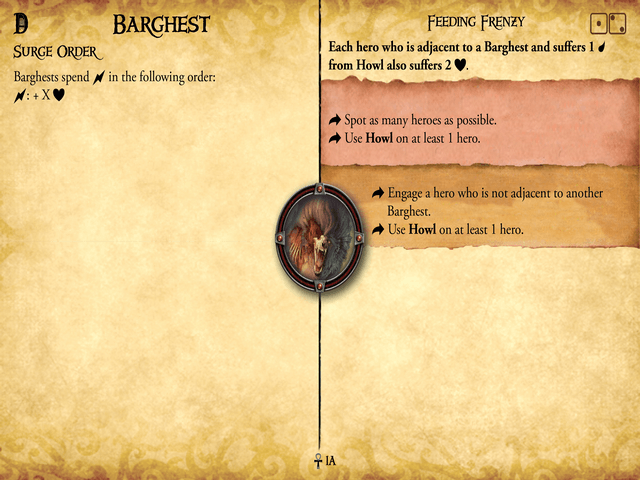 D
BARGHEST
SURGE ORDER
Barghests spend in the following order:
: + X
FEEDING FRENZY
Each hero who is adjacent to a Barghest and suffers 1
from Howl also suffers 2 .
Spot as many heroes as possible.
Use Howl on at least 1 hero.
Engage a hero who is not adjacent to another
Barghest.
Use Howl on at least 1 hero.
1A